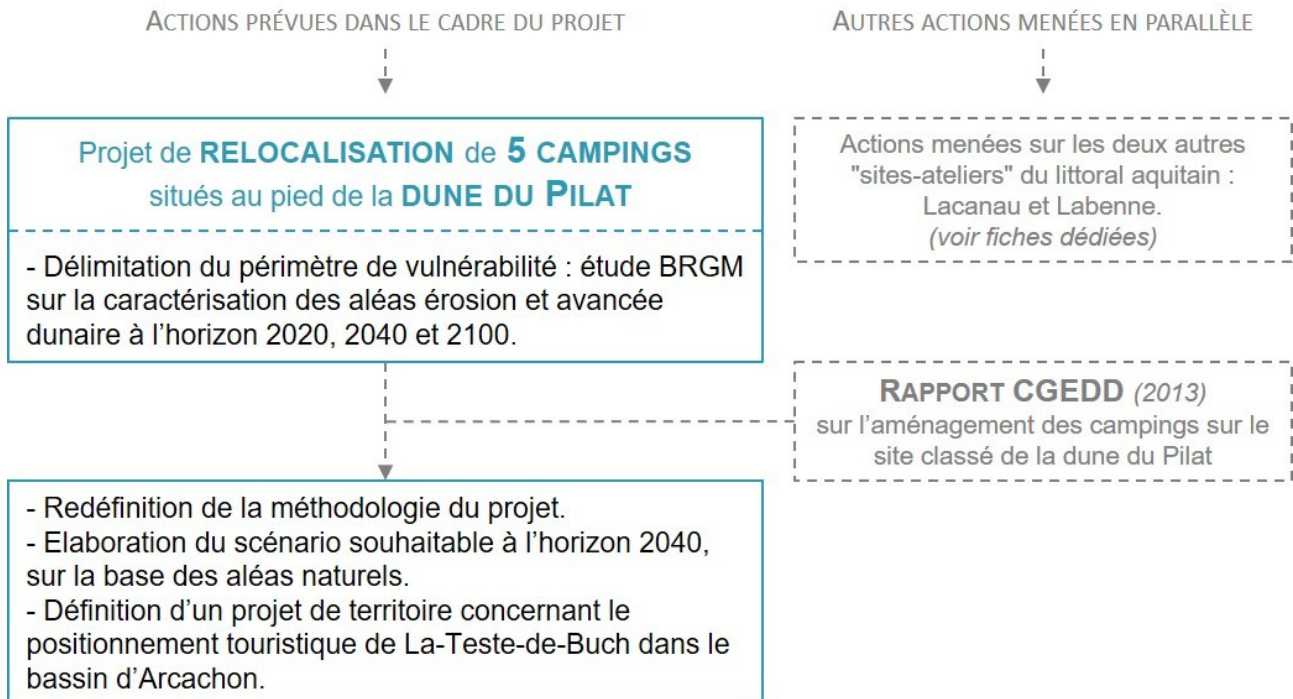 ACTIONS PRÉVUES DANS LE CADRE DU PROJET
Projet de RELOCALISATION de 5 CAMPINGS
situés au pied de la DUNE DU PILAT
- Délimitation du périmètre de vulnérabilité : étude BRGM
sur la caractérisation des aléas érosion et avancée
dunaire à l’horizon 2020, 2040 et 2100.
- Redéfinition de la méthodologie du projet.
- Elaboration du scénario souhaitable à l’horizon 2040,
sur la base des aléas naturels.
- Définition d’un projet de territoire concernant le
positionnement touristique de La-Teste-de-Buch dans le
bassin d’Arcachon.
AUTRES ACTIONS MENÉES EN PARALLÈLE
Actions menées sur les deux autres
"sites-ateliers" du littoral aquitain :
Lacanau et Labenne.
(voir fiches dédiées)
RAPPORT CGEDD (2013)
sur l’aménagement des campings sur le
site classé de la dune du Pilat